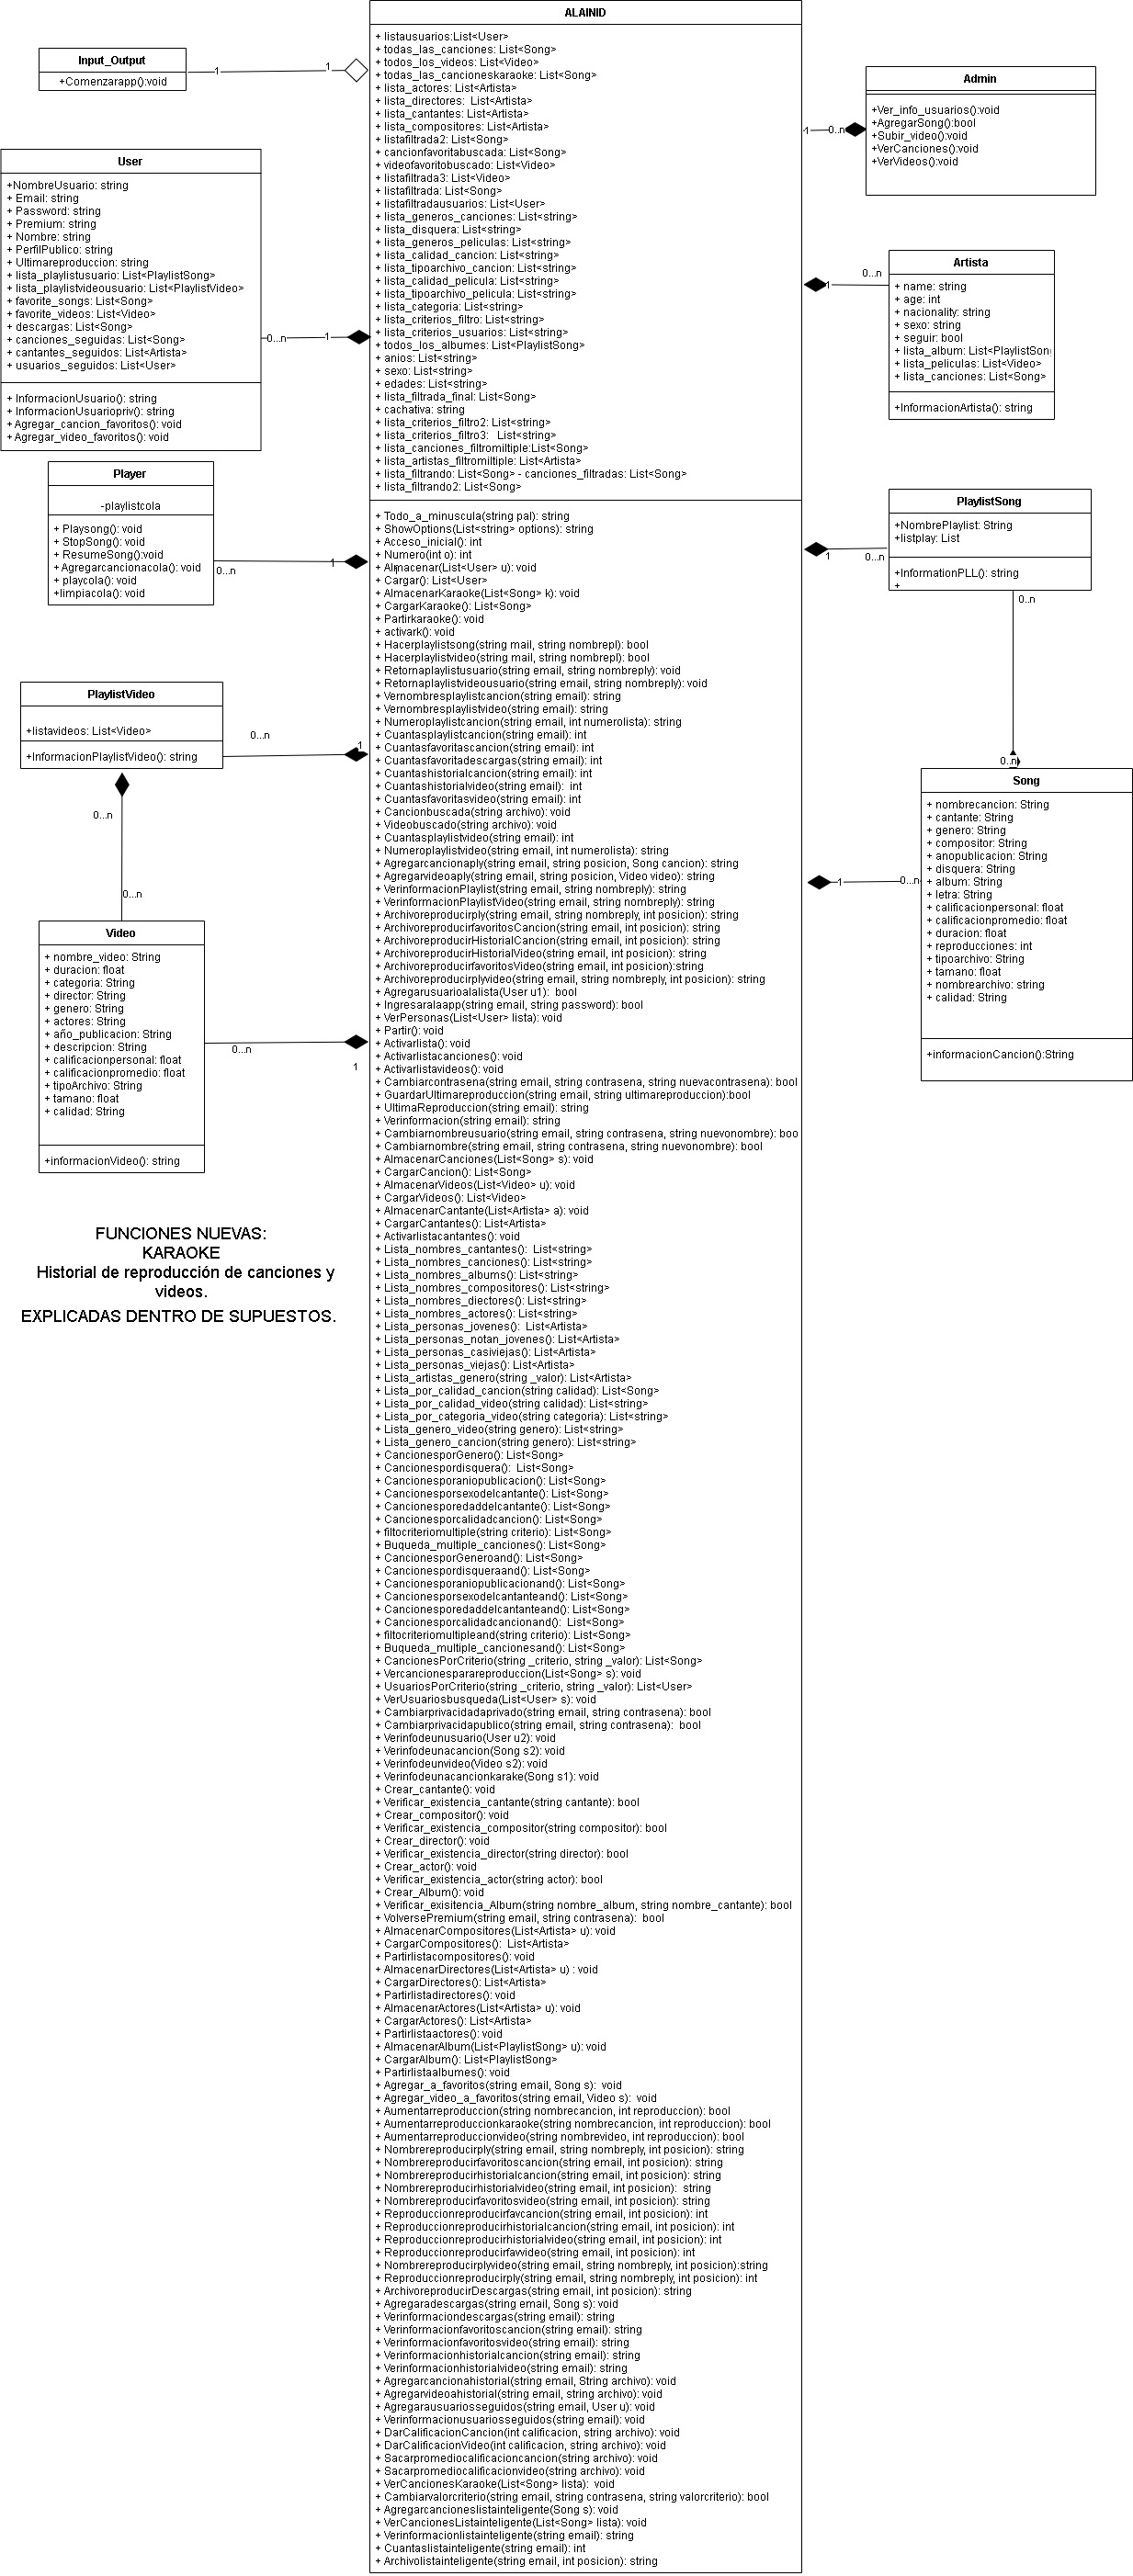 ALAINID
+ listausuarios:List<User>
+ todas_las_canciones: List<Song>
+ todos_los_videos: List<Video>
+ todas_las_cancioneskaraoke: List<Song>
+ lista_actores: List<Artista>
+ lista_directores:  List<Artista>
+ lista_cantantes: List<Artista>
+ lista_compositores: List<Artista>
+ listafiltrada2: List<Song>
+ cancionfavoritabuscada: List<Song>
+ videofavoritobuscado: List<Video>
+ listafiltrada3: List<Video>
+ listafiltrada: List<Song>
+ listafiltradausuarios: List<User>
+ lista_generos_canciones: List<string>
+ lista_disquera: List<string>
+ lista_generos_peliculas: List<string>
+ lista_calidad_cancion: List<string>
+ lista_tipoarchivo_cancion: List<string>
+ lista_calidad_pelicula: List<string>
+ lista_tipoarchivo_pelicula: List<string>
+ lista_categoria: List<string>
+ lista_criterios_filtro: List<string>
+ lista_criterios_usuarios: List<string>
+ todos_los_albumes: List<PlaylistSong>
+ anios: List<string>
+ sexo: List<string>
+ edades: List<string>
+ lista_filtrada_final: List<Song>
+ cachativa: string
+ lista_criterios_filtro2: List<string>
+ lista_criterios_filtro3:   List<string>
+ lista_canciones_filtromiltiple:List<Song>
+ lista_artistas_filtromiltiple: List<Artista>
+ lista_filtrando: List<Song> - canciones_filtradas: List<Song>
+ lista_filtrando2: List<Song>
+ Todo_a_minuscula(string pal): string
+ ShowOptions(List<string> options): string
+ Acceso_inicial(): int
+ Numero(int o): int
+ Almacenar(List<User> u): void
+ Cargar(): List<User>
+ AlmacenarKaraoke(List<Song> k): void
+ CargarKaraoke(): List<Song>
+ Partirkaraoke(): void
+ activark(): void
+ Hacerplaylistsong(string mail, string nombrepl): bool
+ Hacerplaylistvideo(string mail, string nombrepl): bool
+ Retornaplaylistusuario(string email, string nombreply): void
+ Retornaplaylistvideousuario(string email, string nombreply): void
+ Vernombresplaylistcancion(string email): string
+ Vernombresplaylistvideo(string email): string
+ Numeroplaylistcancion(string email, int numerolista): string
+ Cuantasplaylistcancion(string email): int
+ Cuantasfavoritascancion(string email): int
+ Cuantasfavoritadescargas(string email): int
+ Cuantashistorialcancion(string email): int
+ Cuantashistorialvideo(string email):  int
+ Cuantasfavoritasvideo(string email): int
+ Cancionbuscada(string archivo): void
+ Videobuscado(string archivo): void
+ Cuantasplaylistvideo(string email): int
+ Numeroplaylistvideo(string email, int numerolista): string
+ Agregarcancionaply(string email, string posicion, Song cancion): string
+ Agregarvideoaply(string email, string posicion, Video video): string
+ VerinformacionPlaylist(string email, string nombreply): string
+ VerinformacionPlaylistVideo(string email, string nombreply): string
+ Archivoreproducirply(string email, string nombreply, int posicion): string
+ ArchivoreproducirfavoritosCancion(string email, int posicion): string
+ ArchivoreproducirHistorialCancion(string email, int posicion): string
+ ArchivoreproducirHistorialVideo(string email, int posicion): string
+ ArchivoreproducirfavoritosVideo(string email, int posicion):string
+ Archivoreproducirplyvideo(string email, string nombreply, int posicion): string
+ Agregarusuarioalalista(User u1):  bool
+ Ingresaralaapp(string email, string password): bool
+ VerPersonas(List<User> lista): void
+ Partir(): void
+ Activarlista(): void
+ Activarlistacanciones(): void
+ Activarlistavideos(): void
+ Cambiarcontrasena(string email, string contrasena, string nuevacontrasena): bool
+ GuardarUltimareproduccion(string email, string ultimareproduccion):bool
+ UltimaReproduccion(string email): string
+ Verinformacion(string email): string
+ Cambiarnombreusuario(string email, string contrasena, string nuevonombre): boo
+ Cambiarnombre(string email, string contrasena, string nuevonombre): bool
+ AlmacenarCanciones(List<Song> s): void
+ CargarCancion(): List<Song>
+ AlmacenarVideos(List<Video> u): void
+ CargarVideos(): List<Video>
+ AlmacenarCantante(List<Artista> a): void
+ CargarCantantes(): List<Artista>
+ Activarlistacantantes(): void
+ Lista_nombres_cantantes():  List<string>
+ Lista_nombres_canciones(): List<string>
+ Lista_nombres_albums(): List<string>
+ Lista_nombres_compositores(): List<string>
+ Lista_nombres_diectores(): List<string>
+ Lista_nombres_actores(): List<string>
+ Lista_personas_jovenes():  List<Artista>
+ Lista_personas_notan_jovenes(): List<Artista>
+ Lista_personas_casiviejas(): List<Artista>
+ Lista_personas_viejas(): List<Artista>
+ Lista_artistas_genero(string _valor): List<Artista>
+ Lista_por_calidad_cancion(string calidad): List<Song>
+ Lista_por_calidad_video(string calidad): List<string>
+ Lista_por_categoria_video(string categoria): List<string>
+ Lista_genero_video(string genero): List<string>
+ Lista_genero_cancion(string genero): List<string>
+ CancionesporGenero(): List<Song>
+ Cancionespordisquera():  List<Song>
+ Cancionesporaniopublicacion(): List<Song>
+ Cancionesporsexodelcantante(): List<Song>
+ Cancionesporedaddelcantante(): List<Song>
+ Cancionesporcalidadcancion(): List<Song>
+ filtocriteriomultiple(string criterio): List<Song>
+ Buqueda_multiple_canciones(): List<Song>
+ CancionesporGeneroand(): List<Song>
+ Cancionespordisqueraand(): List<Song>
+ Cancionesporaniopublicacionand(): List<Song>
+ Cancionesporsexodelcantanteand(): List<Song>
+ Cancionesporedaddelcantanteand(): List<Song>
+ Cancionesporcalidadcancionand():  List<Song>
+ filtocriteriomultipleand(string criterio): List<Song>
+ Buqueda_multiple_cancionesand(): List<Song>
+ CancionesPorCriterio(string _criterio, string _valor): List<Song>
+ Vercancionesparareproduccion(List<Song> s): void
+ UsuariosPorCriterio(string _criterio, string _valor): List<User>
+ VerUsuariosbusqueda(List<User> s): void
+ Cambiarprivacidadaprivado(string email, string contrasena): bool
+ Cambiarprivacidapublico(string email, string contrasena):  bool
+ Verinfodeunusuario(User u2): void
+ Verinfodeunacancion(Song s2): void
+ Verinfodeunvideo(Video s2): void
+ Verinfodeunacancionkarake(Song s1): void
+ Crear_cantante(): void
+ Verificar_existencia_cantante(string cantante): bool
+ Crear_compositor(): void
+ Verificar_existencia_compositor(string compositor): bool
+ Crear_director(): void
+ Verificar_existencia_director(string director): bool
+ Crear_actor(): void
+ Verificar_existencia_actor(string actor): bool
+ Crear_Album(): void
+ Verificar_exisitencia_Album(string nombre_album, string nombre_cantante): bool
+ VolversePremium(string email, string contrasena):  bool
+ AlmacenarCompositores(List<Artista> u): void
+ CargarCompositores():  List<Artista>
+ Partirlistacompositores(): void
+ AlmacenarDirectores(List<Artista> u) : void
+ CargarDirectores(): List<Artista>
+ Partirlistadirectores(): void
+ AlmacenarActores(List<Artista> u): void
+ CargarActores(): List<Artista>
+ Partirlistaactores(): void
+ AlmacenarAlbum(List<PlaylistSong> u): void
+ CargarAlbum(): List<PlaylistSong>
+ Partirlistaalbumes(): void
+ Agregar_a_favoritos(string email, Song s):  void
+ Agregar_video_a_favoritos(string email, Video s):  void
+ Aumentarreproduccion(string nombrecancion, int reproduccion): bool
+ Aumentarreproduccionkaraoke(string nombrecancion, int reproduccion): bool
+ Aumentarreproduccionvideo(string nombrevideo, int reproduccion): bool
+ Nombrereproducirply(string email, string nombreply, int posicion): string
+ Nombrereproducirfavoritoscancion(string email, int posicion): string
+ Nombrereproducirhistorialcancion(string email, int posicion): string
+ Nombrereproducirhistorialvideo(string email, int posicion):  string
+ Nombrereproducirfavoritosvideo(string email, int posicion): string
+ Reproduccionreproducirfavcancion(string email, int posicion): int
+ Reproduccionreproducirhistorialcancion(string email, int posicion): int
+ Reproduccionreproducirhistorialvideo(string email, int posicion): int
+ Reproduccionreproducirfavvideo(string email, int posicion): int
+ Nombrereproducirplyvideo(string email, string nombreply, int posicion):string
+ Reproduccionreproducirply(string email, string nombreply, int posicion): int
+ ArchivoreproducirDescargas(string email, int posicion): string
+ Agregaradescargas(string email, Song s): void
+ Verinformaciondescargas(string email): string
+ Verinformacionfavoritoscancion(string email): string
+ Verinformacionfavoritosvideo(string email): string
+ Verinformacionhistorialcancion(string email): string
+ Verinformacionhistorialvideo(string email): string
+ Agregarcancionahistorial(string email, String archivo): void
+ Agregarvideoahistorial(string email, string archivo): void
+ Agregarausuariosseguidos(string email, User u): void
+ Verinformacionusuariosseguidos(string email): void
+ DarCalificacionCancion(int calificacion, string archivo): void
+ DarCalificacionVideo(int calificacion, string archivo): void
+ Sacarpromediocalificacioncancion(string archivo): void
+ Sacarpromediocalificacionvideo(string archivo): void
+ VerCancionesKaraoke(List<Song> lista):  void
+ Cambiarvalorcriterio(string email, string contrasena, string valorcriterio): bool
+ Agregarcancioneslistainteligente(Song s): void
+ VerCancionesListainteligente(List<Song> lista): void
+ Verinformacionlistainteligente(string email): string
+ Cuantaslistainteligente(string email): int
+ Archivolistainteligente(string email, int posicion): string
Input_Output
+Comenzarapp():void
1
1
User
+NombreUsuario: string
+ Email: string
+ Password: string
+ Premium: string
+ Nombre: string
+ PerfilPublico: string
+ Ultimareproduccion: string
+ lista_playlistusuario: List<PlaylistSong>
+ lista_playlistvideousuario: List<PlaylistVideo>
+ favorite_songs: List<Song>
+ favorite_videos: List<Video>
+ descargas: List<Song>
+ canciones_seguidas: List<Song>
+ cantantes_seguidos: List<Artista>
+ usuarios_seguidos: List<User>
+ InformacionUsuario(): string
+ InformacionUsuariopriv(): string
+ Agregar_cancion_favoritos(): void
+ Agregar_video_favoritos(): void
0...n
1
Player
-playlistcola
+ Playsong(): void
+ StopSong(): void
+ ResumeSong():void
+ Agregarcancionacola(): void
+ playcola(): void
+limpiacola(): void
0...n
1
PlaylistVideo
+listavideos: List<Video>
+InformacionPlaylistVideo(): string
0...n
1
0...n
0...n
Video
+ nombre_video: String
+ duracion: float
+ categoria: String
+ director: String
+ genero: String
+ actores: String
+ año_publicacion: String
+ descripcion: String
+ calificacionpersonal: float
+ calificacionpromedio: float
+ tipoArchivo: String
+ tamano: float
+ calidad: String
+informacionVideo(): string
0...n
1
FUNCIONES NUEVAS:
KARAOKE
Historial de reproducción de canciones y
videos.
EXPLICADAS DENTRO DE SUPUESTOS.
Admin
+Ver_info_usuarios():void
+AgregarSong():bool
+Subir_video():void
+VerCanciones():void
+VerVideos():void
1
0..n
Artista
+ name: string
+ age: int
+ nacionality: string
+ sexo: string
+ seguir: bool
+ lista_album: List<PlaylistSong
+ lista_peliculas: List<Video>
+ lista_canciones: List<Song>
+InformacionArtista(): string
0...n
1
PlaylistSong
+NombrePlaylist: String
+listplay: List
+InformationPLL(): string
+
1
0...n
0...n
0...n
Song
+ nombrecancion: String
+ cantante: String
+ genero: String
+ compositor: String
+ anopublicacion: String
+ disquera: String
+ album: String
+ letra: String
+ calificacionpersonal: float
+ calificacionpromedio: float
+ duracion: float
+ reproducciones: int
+ tipoarchivo: String
+ tamano: float
+ nombrearchivo: string
+ calidad: String
+informacionCancion():String
1
0...n